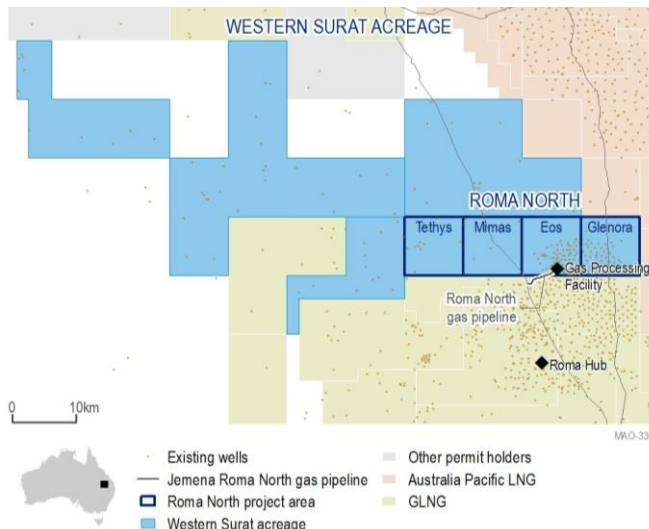 WESTERN SURAT ACREAGE
ROMA NORTH
Tethys
Mimas
Eos
Glenora
Gas Processing
Facility
Roma North
gas pipeline
Roma Hub
0
10km
MAO-33
Existing wells
Jemena Roma North gas pipeline
Roma North project area
Western Surat acreage
Other permit holders
Australia Pacific LNG
GLNG